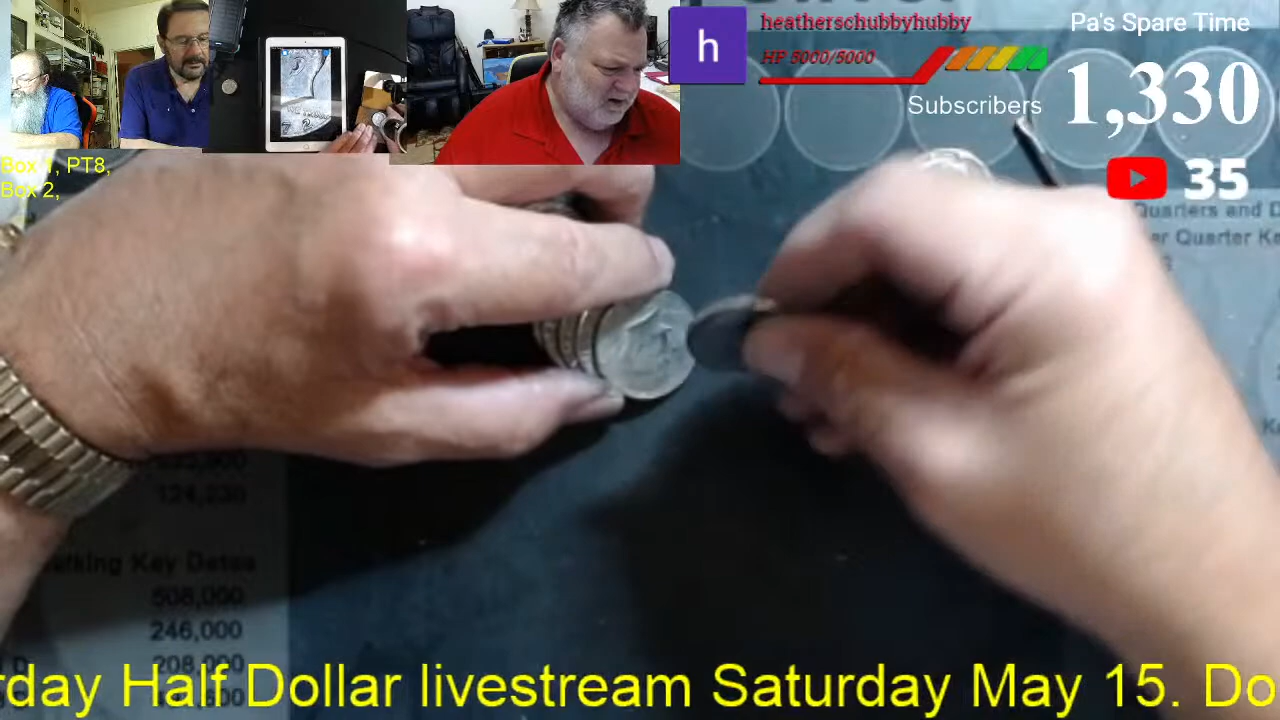 heatherschubbyhubby
HP 5000/5000
h
Pa's Spare Time
Subscribers 1,330
35
Box 1, PT8,
Box 2,
Quarters and D
er Quarter Ke
124,230
alking Key Dates
508,000
246,000
208,000
rday Half Dollar livestream Saturday May 15. Do